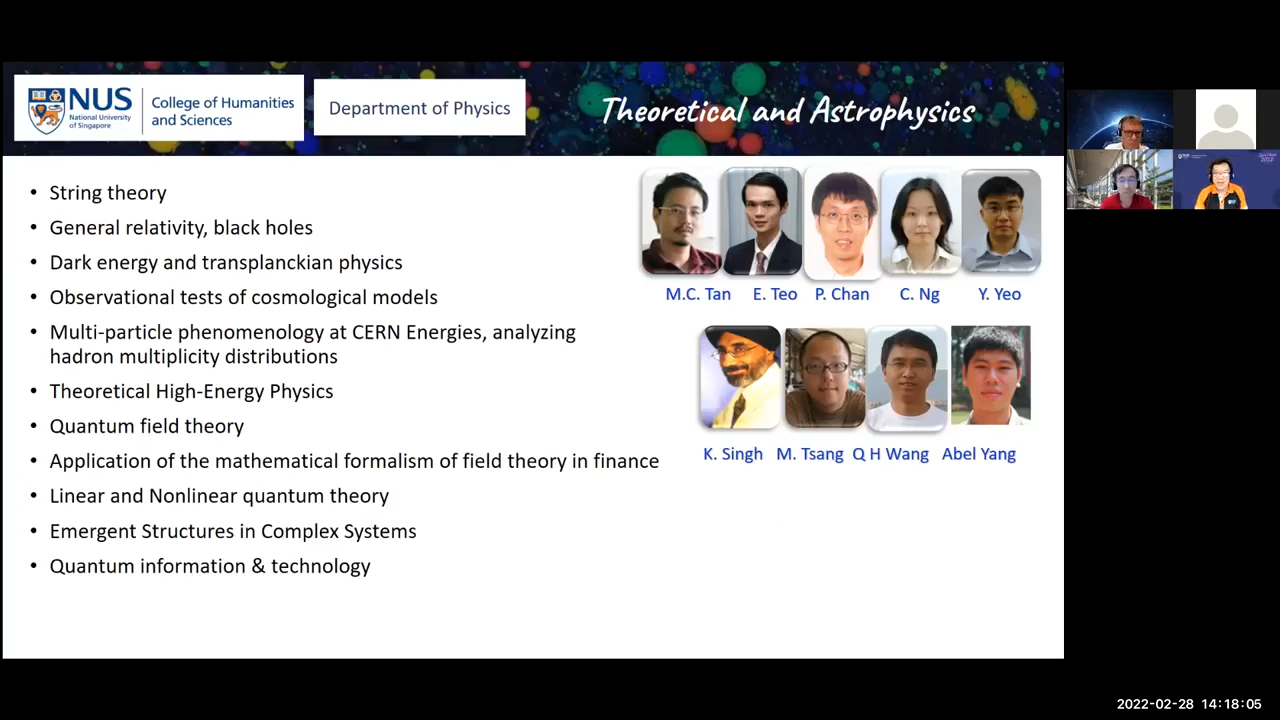 NUS
National University
of Singapore
College of Humanities
and Sciences
Department of Physics
Theoretical and Astrophysics
• String theory
• General relativity, black holes
• Dark energy and transplanckian physics
• Observational tests of cosmological models
• Multi-particle phenomenology at CERN Energies, analyzing
hadron multiplicity distributions
• Theoretical High-Energy Physics
• Quantum field theory
• Application of the mathematical formalism of field theory in finance
• Linear and Nonlinear quantum theory
• Emergent Structures in Complex Systems
• Quantum information & technology
M.C. Tan E. Teo P. Chan C. Ng Y. Yeo
K. Singh M. Tsang Q H Wang Abel Yang
NUS
2022-02-28 14:18:05